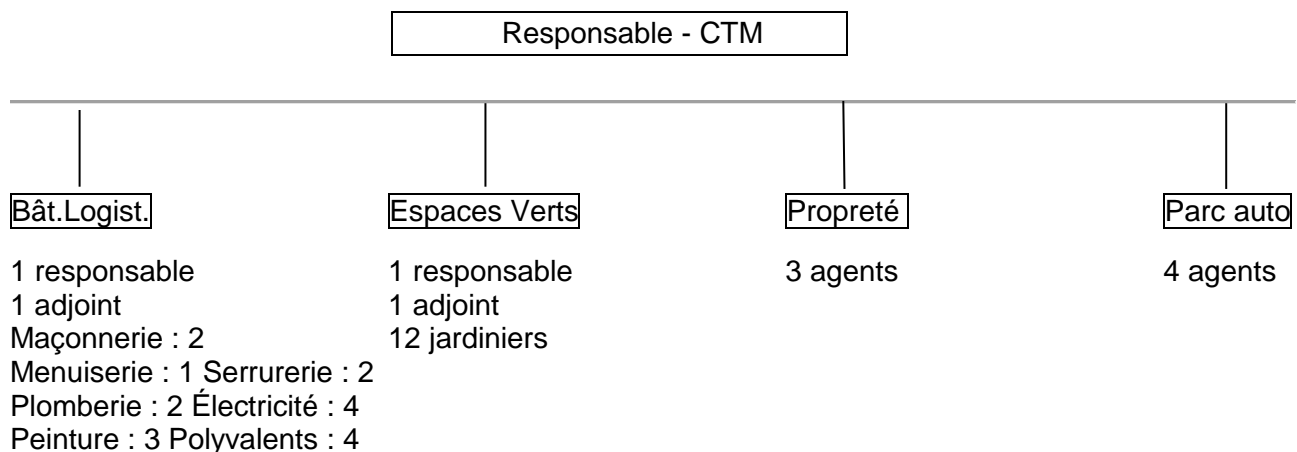 Responsable - CTM
Bât.Logist.
1 responsable
1 adjoint
Maçonnerie : 2
Menuiserie : 1 Serrurerie : 2
Plomberie : 2 Électricité : 4
Peinture : 3 Polyvalents : 4
Espaces Verts
1 responsable
1 adjoint
12 jardiniers
Propreté
3 agents
Parc auto
4 agents